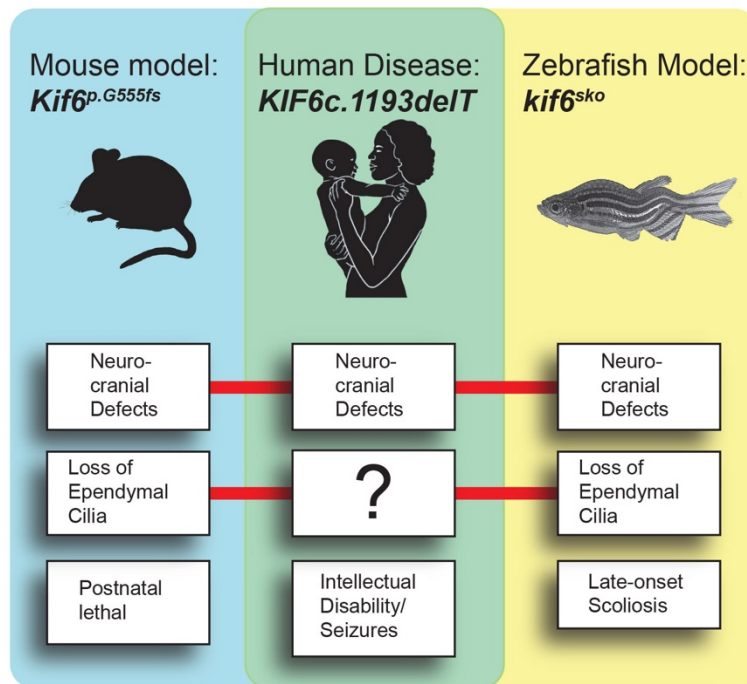 Mouse model:
Kif6p.G555fs
Human Disease:
KIF6c.1193delT
Zebrafish Model:
kif6sko
Neuro-
cranial
Defects
Neuro-
cranial
Defects
Neuro-
cranial
Defects
Loss of
Ependymal
Cilia
?
Loss of
Ependymal
Cilia
Postnatal
lethal
Intellectual
Disability/
Seizures
Late-onset
Scoliosis